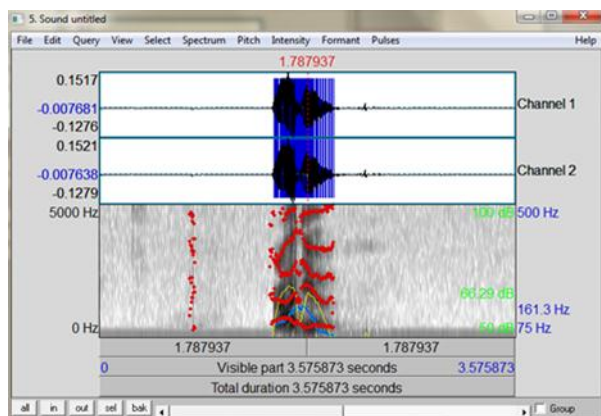 5. Sound untitled
File Edit Query View Select Spectrum Pitch Intensity Formant Pulses Help
1.787937
0.1517
-0.007681
-0.1276
Channel 1
0.1521
-0.007638
-0.1279
Channel 2
5000 Hz
100 dB 500 Hz
66.29 dB
161.3 Hz
0 Hz
50 dB 75 Hz
1.787937 1.787937
0 Visible part 3.575873 seconds 3.575873
Total duration 3.575873 seconds
all in out sel bak Group